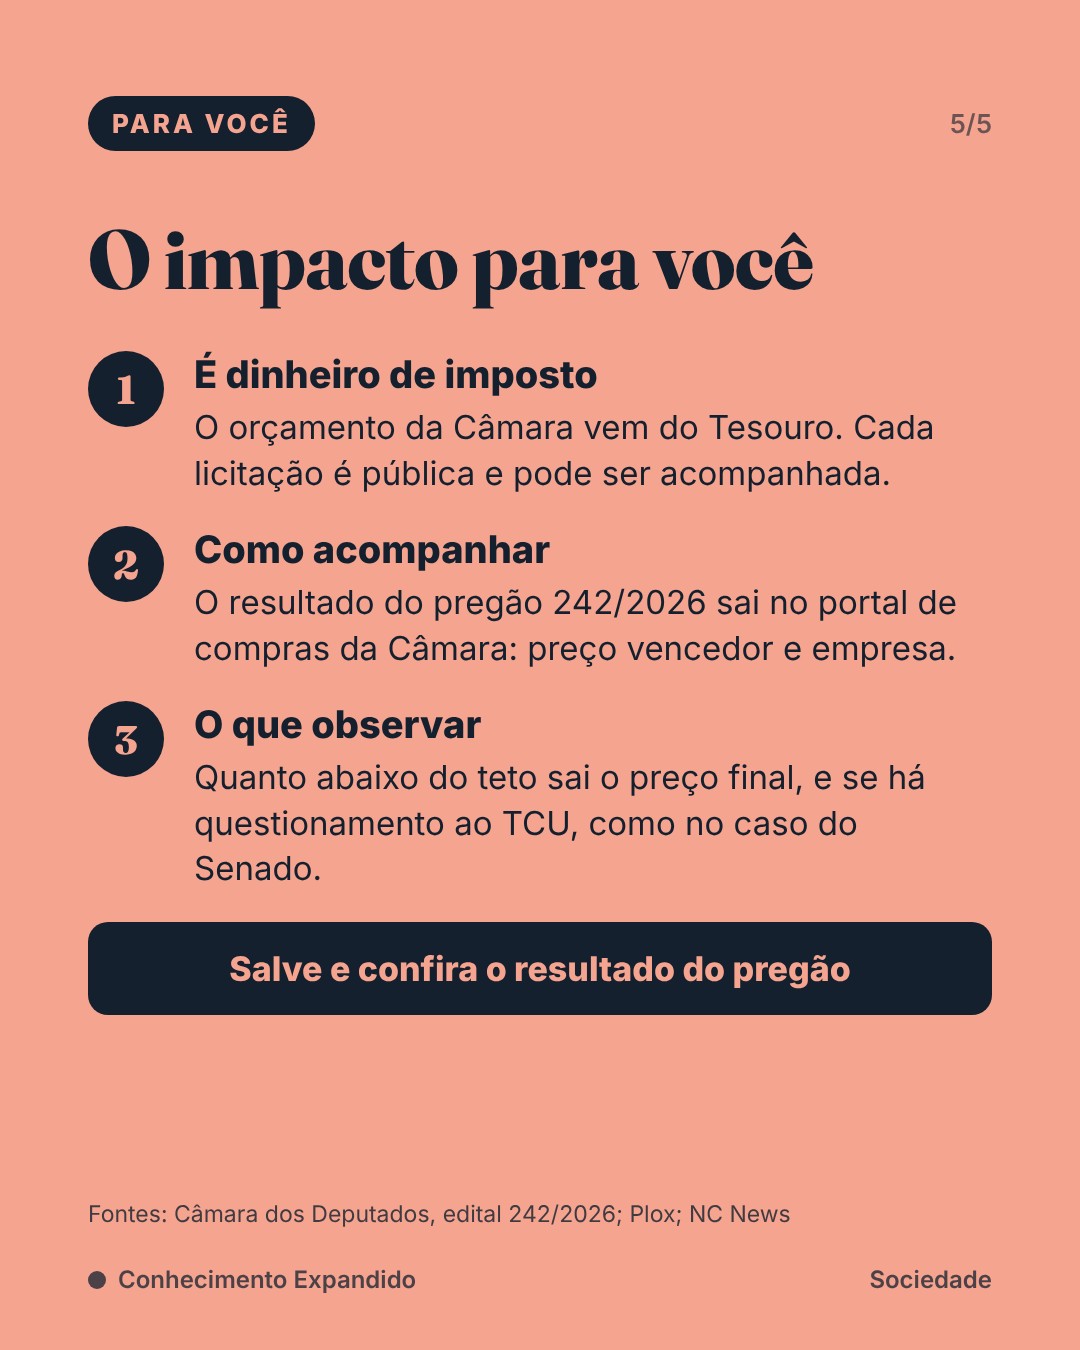 PARA VOCÊ
5/5
O impacto para você
1
É dinheiro de imposto
O orçamento da Câmara vem do Tesouro. Cada
licitação é pública e pode ser acompanhada.
2
Como acompanhar
O resultado do pregão 242/2026 sai no portal de
compras da Câmara: preço vencedor e empresa.
3
O que observar
Quanto abaixo do teto sai o preço final, e se há
questionamento ao TCU, como no caso do
Senado.
Salve e confira o resultado do pregão
Fontes: Câmara dos Deputados, edital 242/2026; Plox; NC News
Conhecimento Expandido
Sociedade